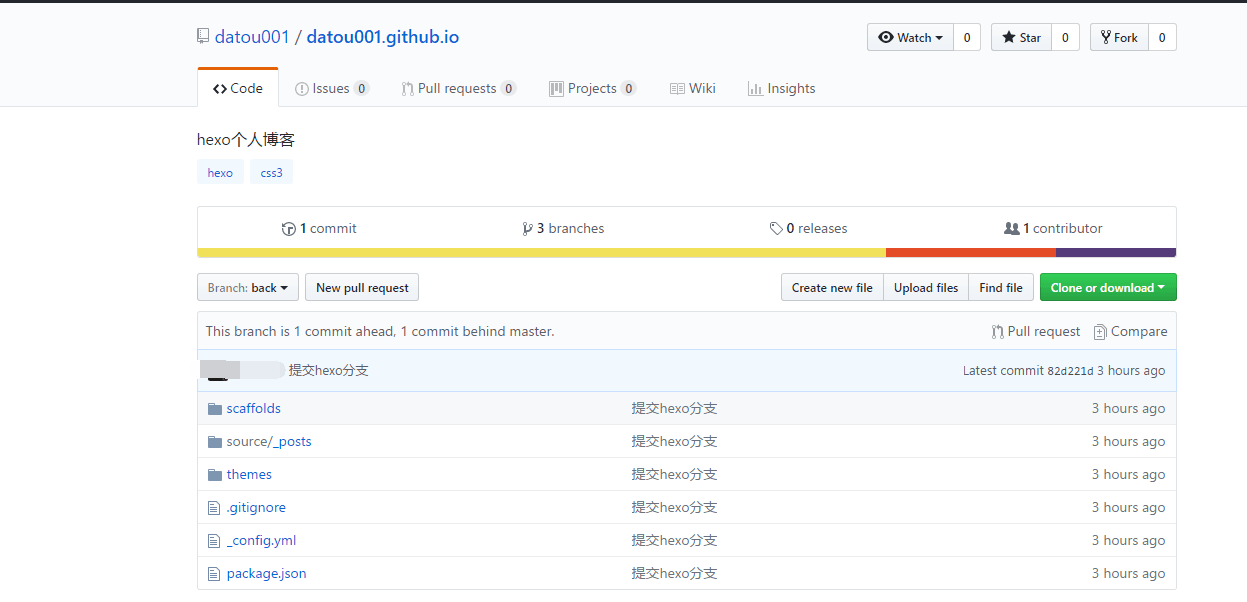 datou001 / datou001.github.io
Watch 0 Star 0 Fork 0
Code Issues 0 Pull requests 0 Projects 0 Wiki Insights
hexo个人博客
hexo css3
1 commit 3 branches 0 releases 1 contributor
Branch: back New pull request Create new file Upload files Find file Clone or download
This branch is 1 commit ahead, 1 commit behind master. Pull request Compare
提交hexo分支 Latest commit 82d221d 3 hours ago
scaffolds 提交hexo分支 3 hours ago
source/_posts 提交hexo分支 3 hours ago
themes 提交hexo分支 3 hours ago
.gitignore 提交hexo分支 3 hours ago
_config.yml 提交hexo分支 3 hours ago
package.json 提交hexo分支 3 hours ago